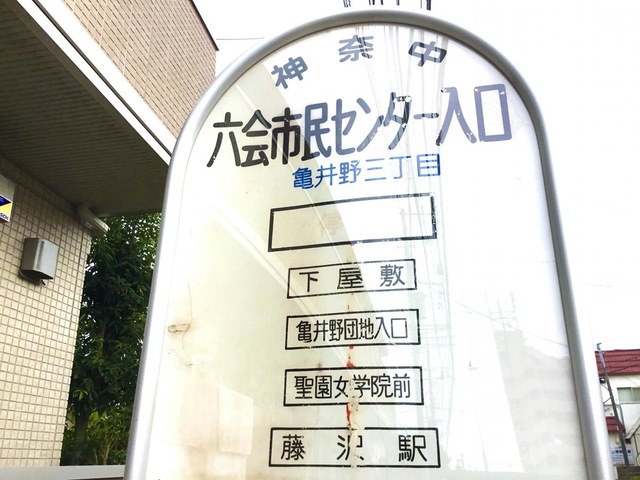 神奈中
六会市民センター入口
亀井野三丁目
下屋敷
亀井野団地入口
聖園女学院前
藤沢駅